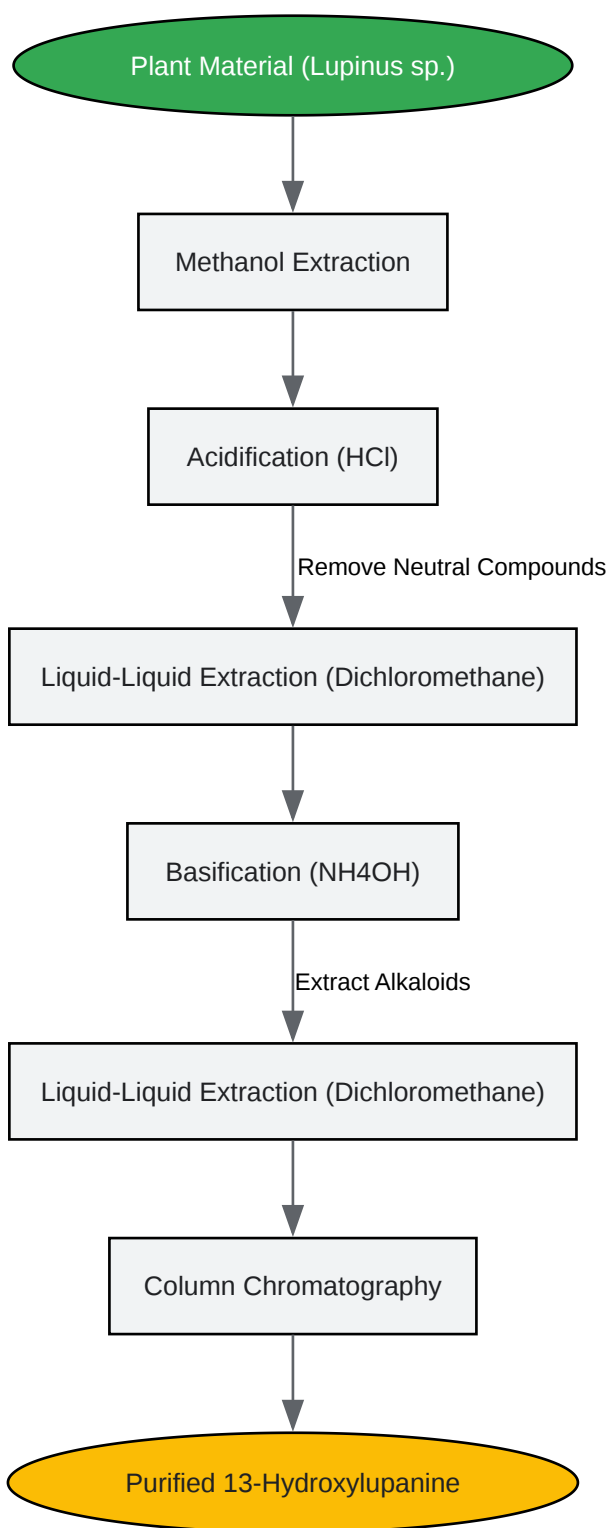 Plant Material (Lupinus sp.)
Methanol Extraction
Acidification (HCl)
Remove Neutral Compounds
Liquid-Liquid Extraction (Dichloromethane)
Basification (NH4OH)
Extract Alkaloids
Liquid-Liquid Extraction (Dichloromethane)
Column Chromatography
Purified 13-Hydroxylupanine